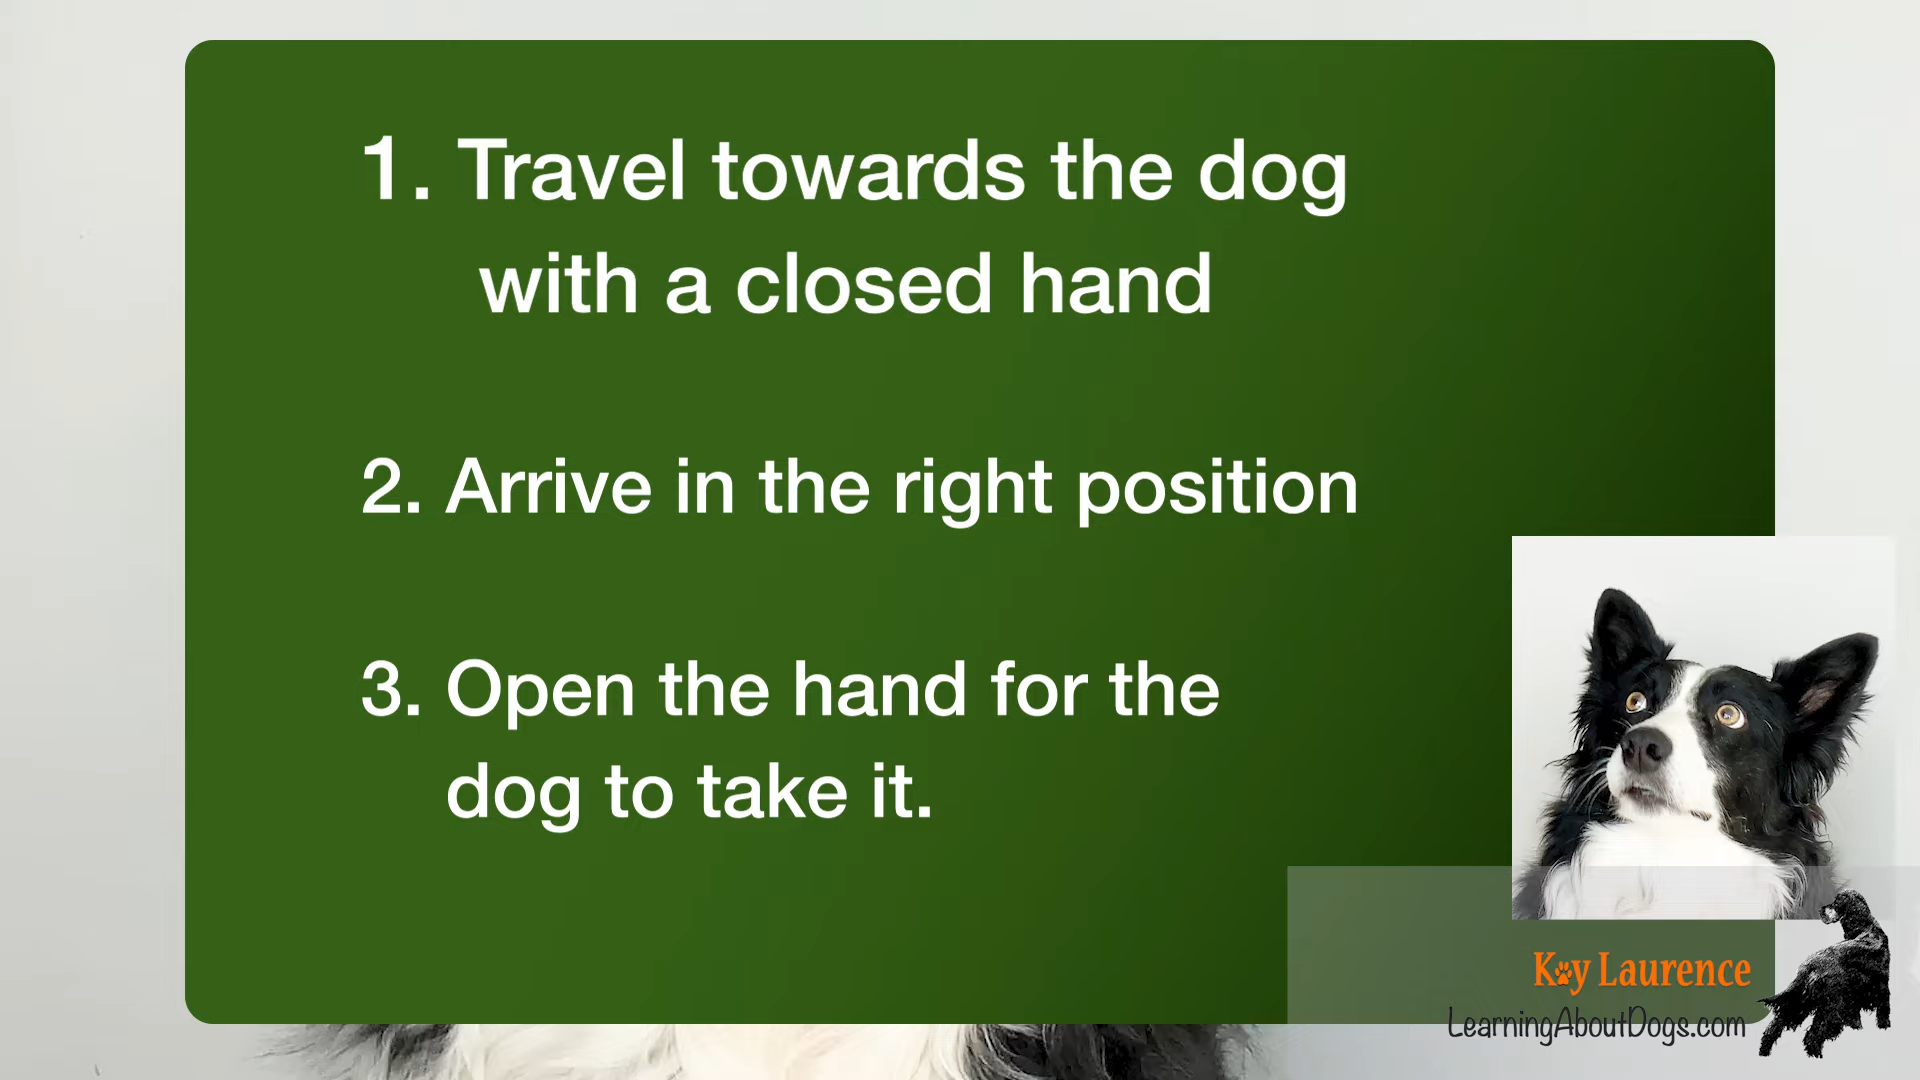 1. Travel towards the dog
with a closed hand
2. Arrive in the right position
3. Open the hand for the
dog to take it.
Kay Laurence
LearningAboutDogs.com